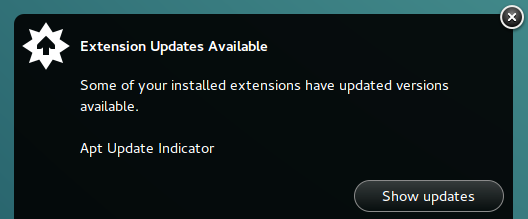 Extension Updates Available
Some of your installed extensions have updated versions
available.
Apt Update Indicator
Show updates